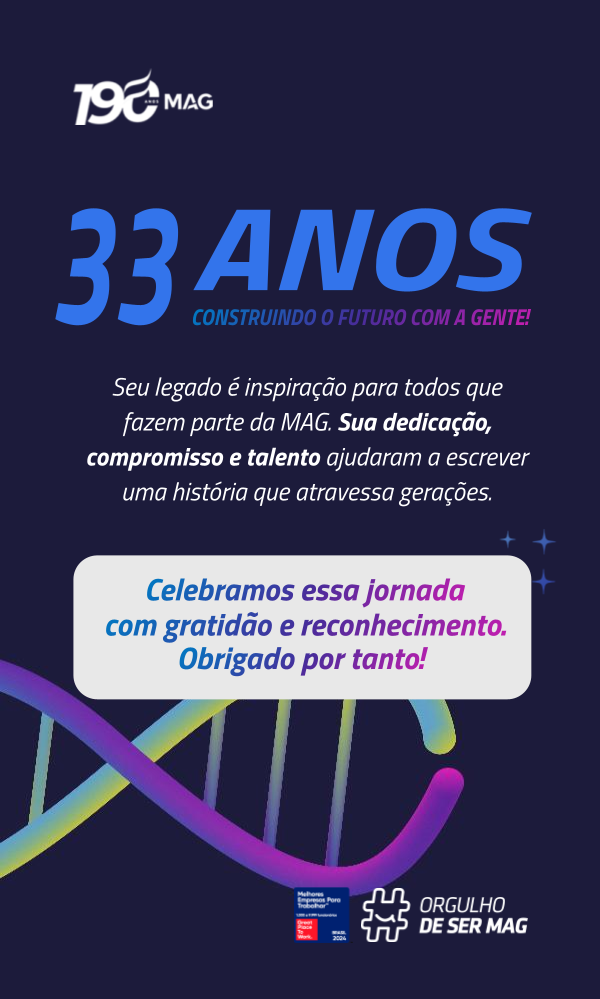 190
ANOS
MAG
33 ANOS
CONSTRUINDO O FUTURO COM A GENTE!
Seu legado é inspiração para todos que
fazem parte da MAG. Sua dedicação,
compromisso e talento ajudaram a escrever
uma história que atravessa gerações.
Celebramos essa jornada
com gratidão e reconhecimento.
Obrigado por tanto!
Melhores
Empresas Para
Trabalhar
Great
Place
To
Work.
BRASIL
2024
ORGULHO
DE SER MAG